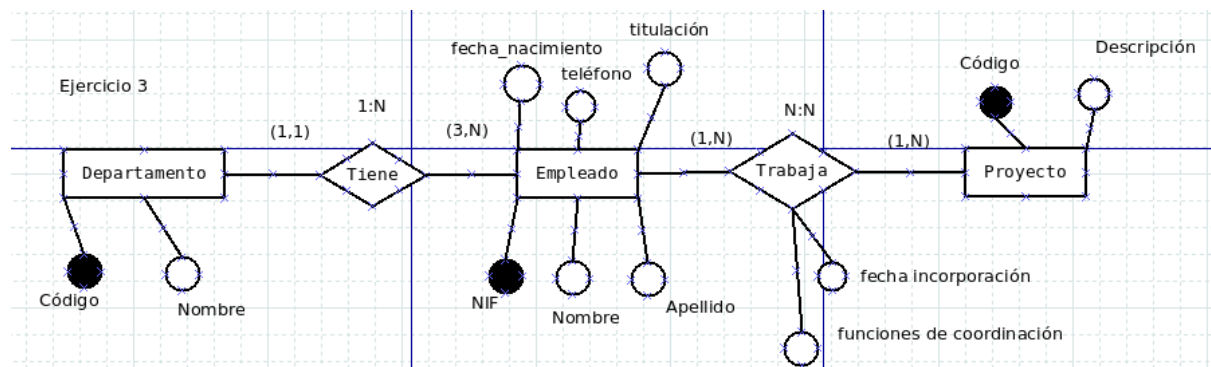 titulación
fecha_nacimiento
Descripción
Código
teléfono
Ejercicio 3
1:N
N:N
(1,1)
(3,N)
(1,N)
(1,N)
Departamento
Tiene
Empleado
Trabaja
Proyecto
fecha incorporación
Código
NIF
Nombre
Nombre
Apellido
funciones de coordinación